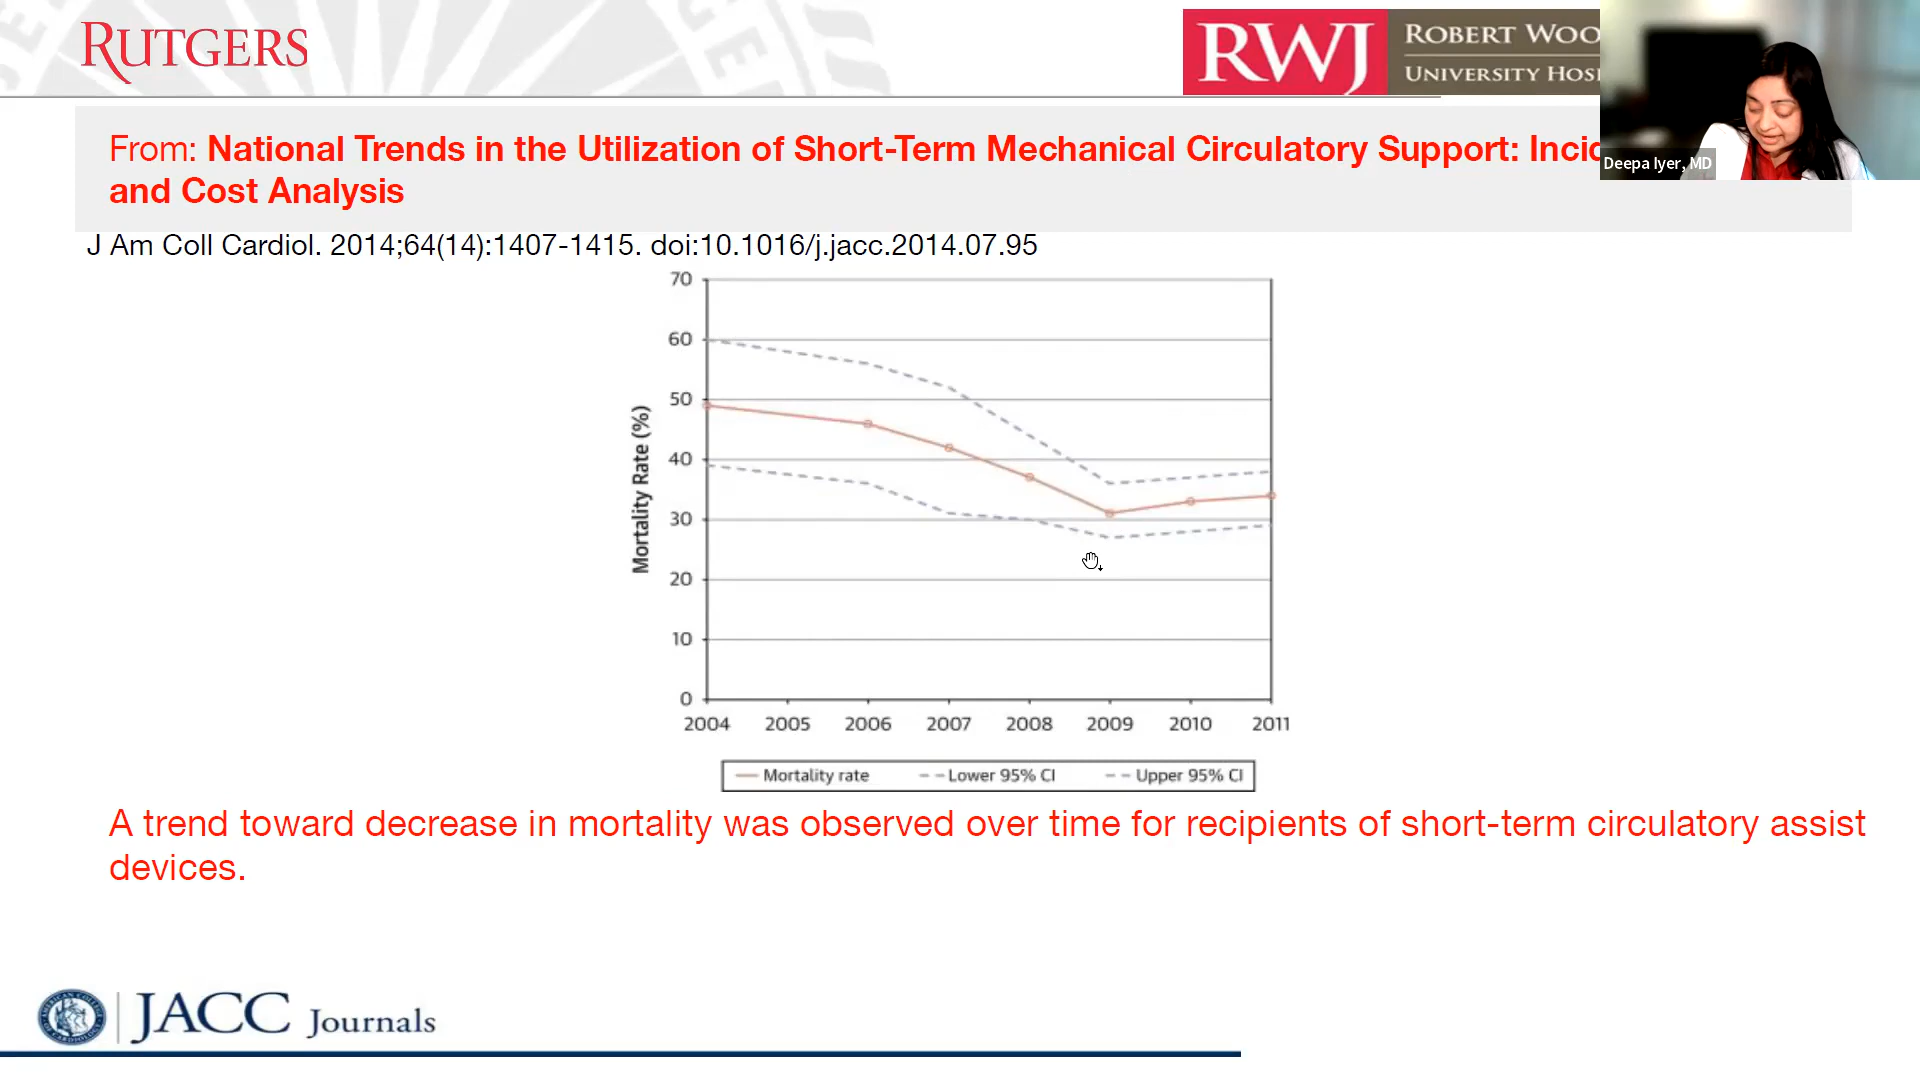 RUTGERS
RWJ
ROBERT WOO
UNIVERSITY HOSI
From: National Trends in the Utilization of Short-Term Mechanical Circulatory Support: Incid
and Cost Analysis
Deepa Iyer, MD
J Am Coll Cardiol. 2014;64(14):1407-1415. doi:10.1016/j.jacc.2014.07.95
70
60
50
40
30
20
10
0
Mortality Rate (%)
2004 2005 2006 2007 2008 2009 2010 2011
Mortality rate Lower 95% CI Upper 95% CI
A trend toward decrease in mortality was observed over time for recipients of short-term circulatory assist
devices.
JACC Journals